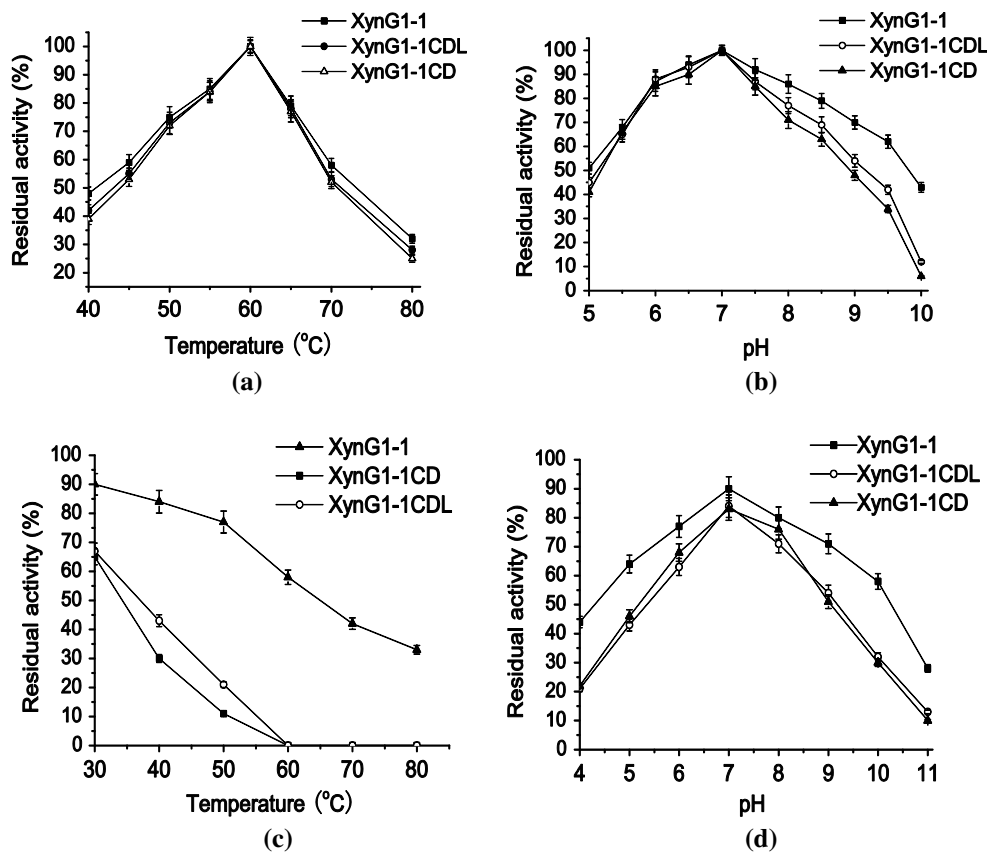 XynG1-1
XynG1-1CDL
XynG1-1CD
Residual activity (%)
100
90
80
70
60
50
40
30
20
40 50 60 70 80
Temperature (°C)
(a)
XynG1-1
XynG1-1CDL
XynG1-1CD
Residual activity (%)
100
90
80
70
60
50
40
30
20
10
0
5 6 7 8 9 10
pH
(b)
XynG1-1
XynG1-1CD
XynG1-1CDL
Residual activity (%)
100
90
80
70
60
50
40
30
20
10
0
30 40 50 60 70 80
Temperature (°C)
(c)
XynG1-1
XynG1-1CDL
XynG1-1CD
Residual activity (%)
100
90
80
70
60
50
40
30
20
10
0
4 5 6 7 8 9 10 11
pH
(d)